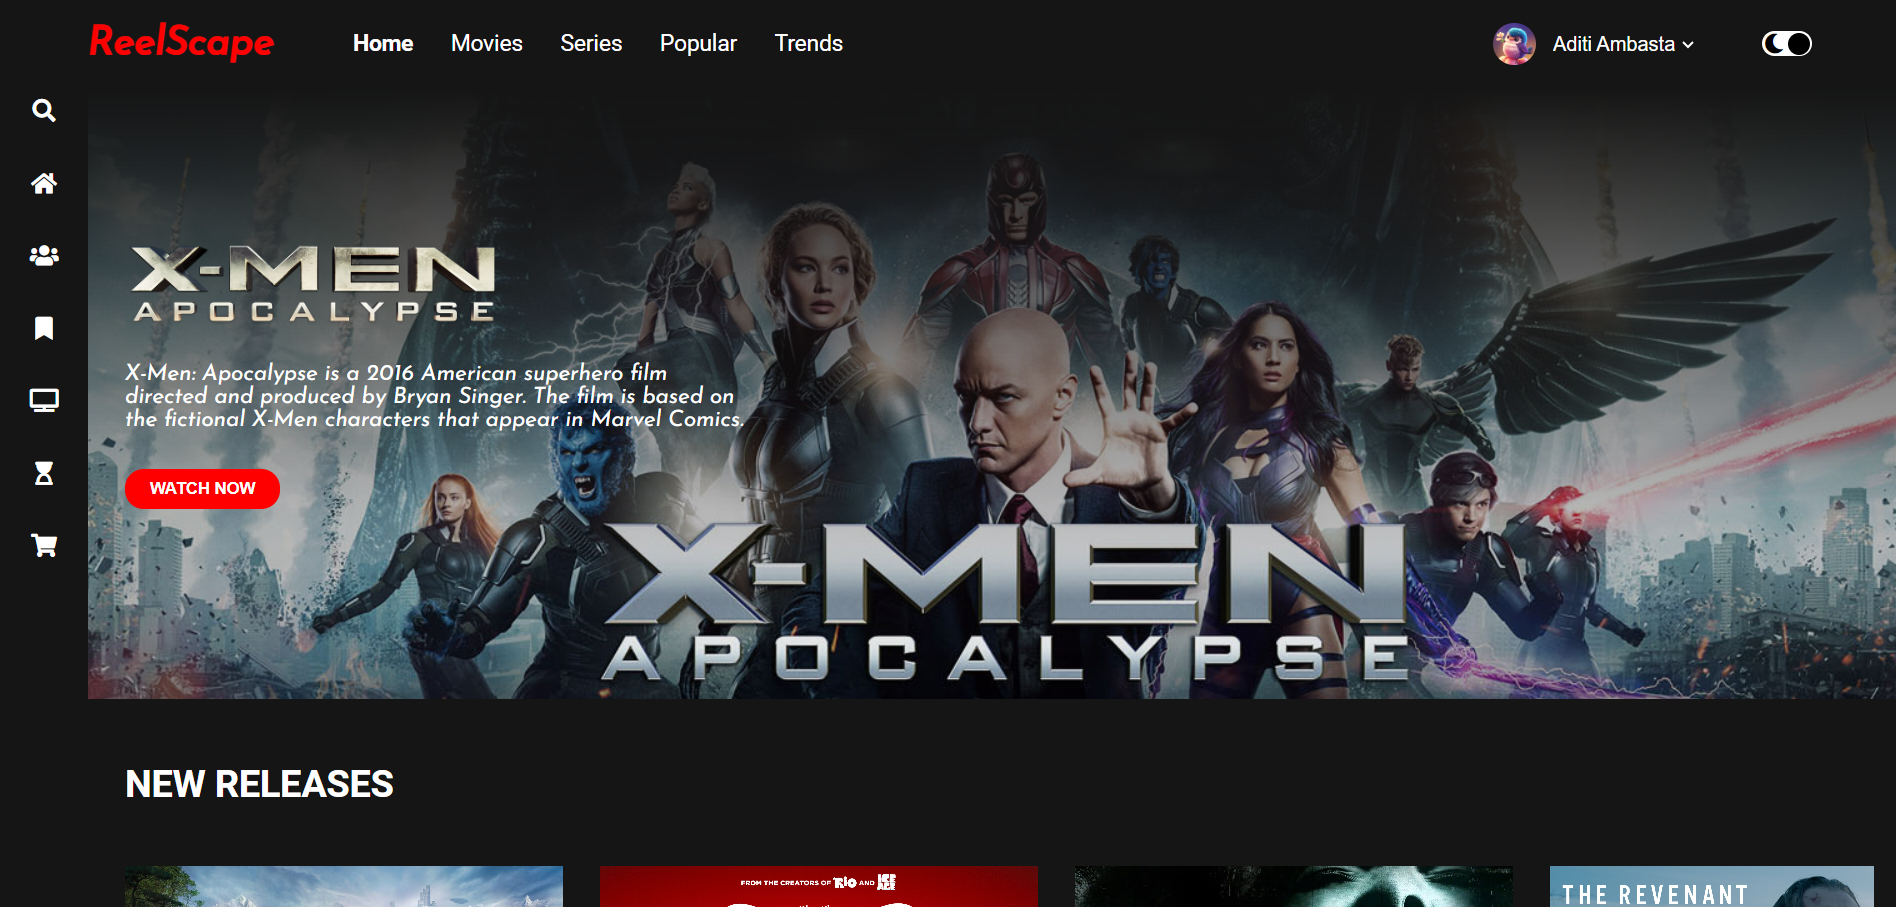 ReelScape
Home Movies Series Popular Trends
Aditi Ambasta
X-MEN
APOCALYPSE
X-Men: Apocalypse is a 2016 American superhero film
directed and produced by Bryan Singer. The film is based on
the fictional X-Men characters that appear in Marvel Comics.
WATCH NOW
X-MEN
APOCALYPSE
NEW RELEASES
FROM THE CREATORS OF RIO AND ICE AGE
THE REVENANT